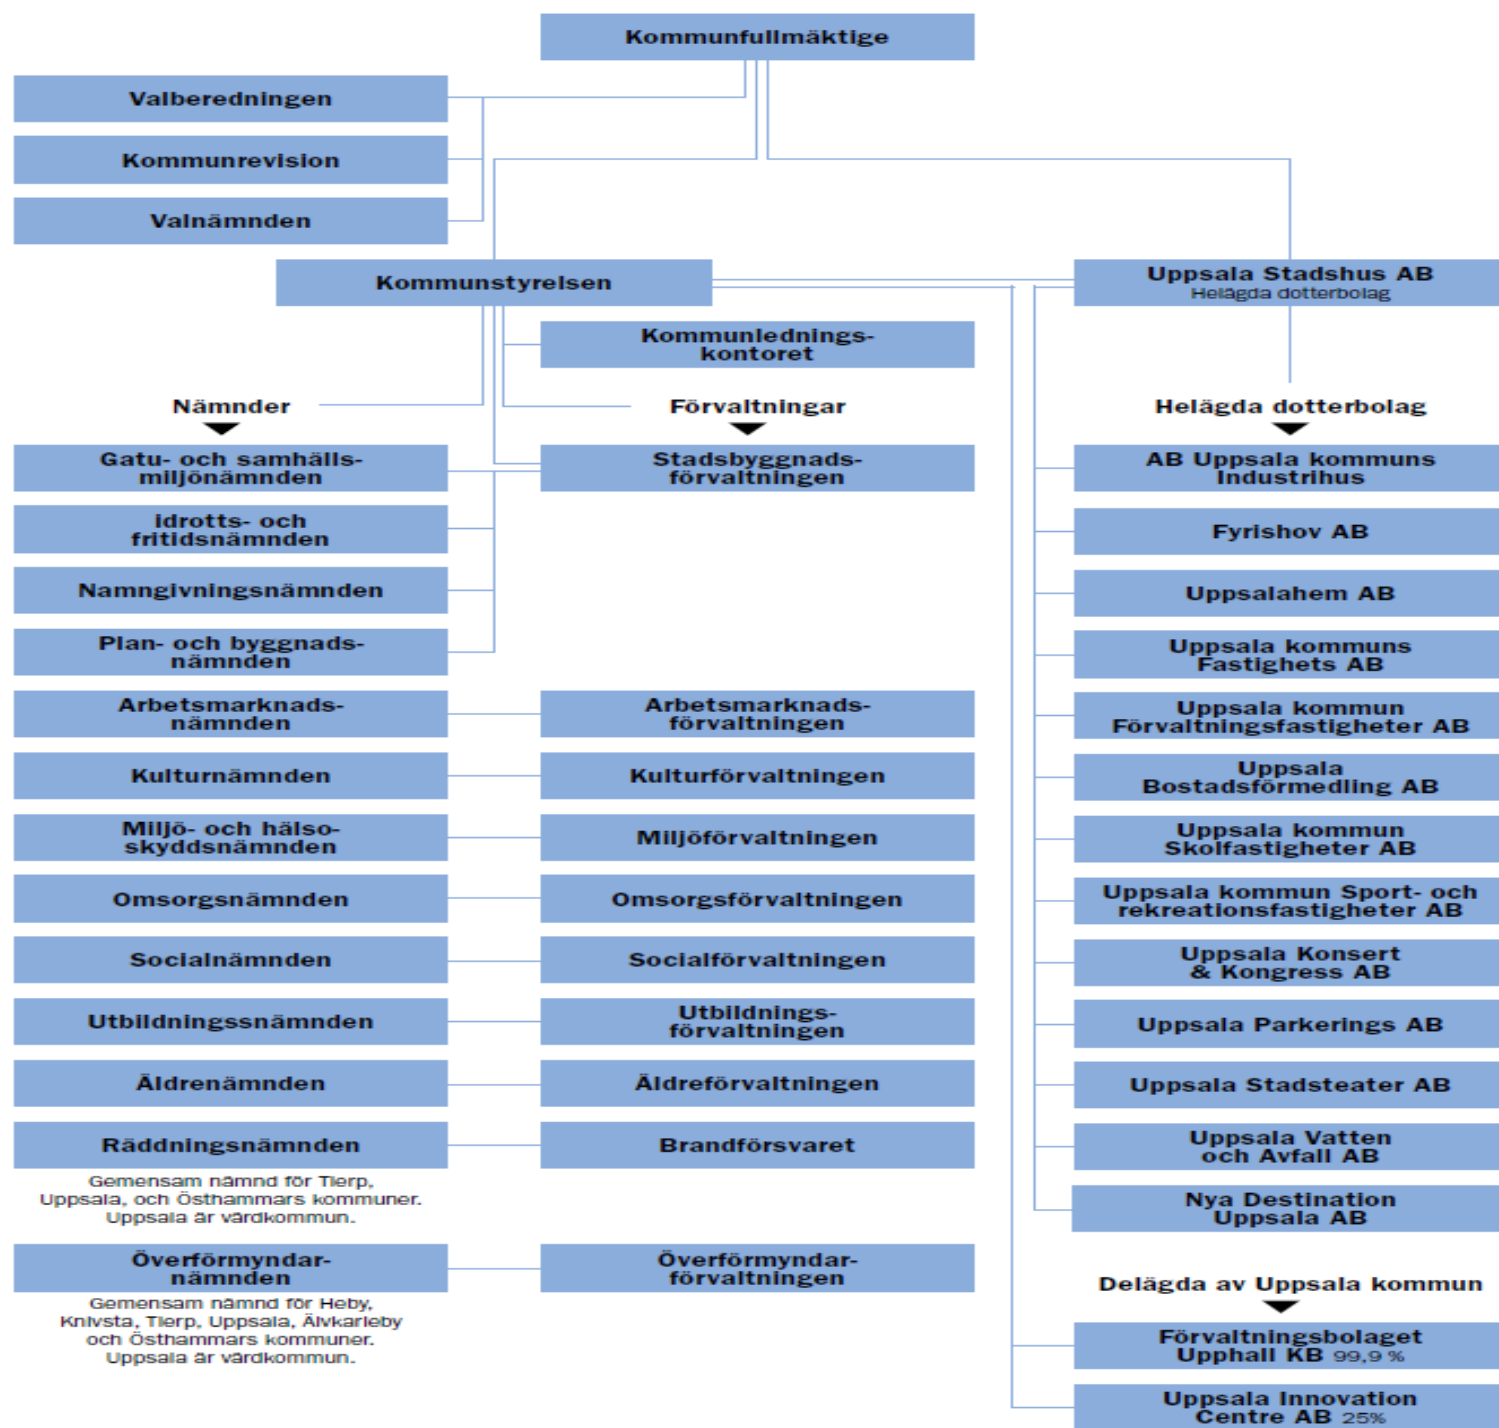 Kommunfullmäktige
Valberedningen
Kommunrevision
Valnämnden
Kommunstyrelsen
Uppsala Stadshus AB
Helägda dotterbolag
Kommunlednings-
kontoret
Nämnder
Förvaltningar
Helägda dotterbolag
Gatu- och samhälls-
miljönämnden
Idrotts- och
fritidsnämnden
Namngivningsnämnden
Plan- och byggnads-
nämnden
Arbetsmarknads-
nämnden
Kulturnämnden
Miljö- och hälso-
skyddsnämnden
Omsorgsnämnden
Socialnämnden
Utbildningssnämnden
Äldrenämnden
Räddningsnämnden
Gemensam nämnd för Tierp,
Uppsala, och Östhammars kommuner.
Uppsala är värdkommun.
Överförmyndar-
nämnden
Gemensam nämnd för Heby,
Knivsta, Tierp, Uppsala, Älvkarleby
och Östhammars kommuner.
Uppsala är värdkommun.
Stadsbyggnads-
förvaltningen
Arbetsmarknads-
förvaltningen
Kulturförvaltningen
Miljöförvaltningen
Omsorgsförvaltningen
Socialförvaltningen
Utbildnings-
förvaltningen
Äldreförvaltningen
Brandförsvaret
Överförmyndar-
förvaltningen
AB Uppsala kommuns
Industrihus
Fyrishov AB
Uppsalahem AB
Uppsala kommuns
Fastighets AB
Uppsala kommun
Förvaltningsfastigheter AB
Uppsala
Bostadsförmedling AB
Uppsala kommun
Skolfastigheter AB
Uppsala kommun Sport- och
rekreationsfastigheter AB
Uppsala Konsert
& Kongress AB
Uppsala Parkerings AB
Uppsala Stadsteater AB
Uppsala Vatten
och Avfall AB
Nya Destination
Uppsala AB
Delägda av Uppsala kommun
Förvaltningsbolaget
Upphall KB 99,9 %
Uppsala Innovation
Centre AB 25%